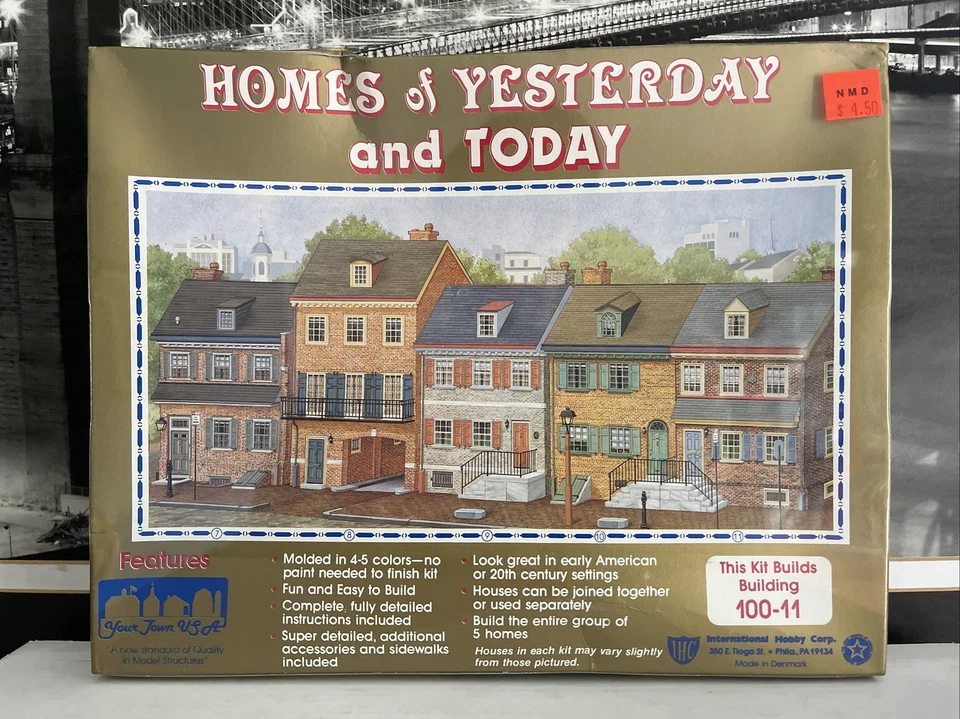 HOMES of YESTERDAY
and TODAY
NMD
$ 4.50
7 8 9 10 11
Features
Your Town U.S.A.
"A new standard of Quality
in Model Structures"
• Molded in 4-5 colors—no
paint needed to finish kit
• Fun and Easy to Build
• Complete, fully detailed
instructions included
• Super detailed, additional
accessories and sidewalks
included
• Look great in early American
or 20th century settings
• Houses can be joined together
or used separately
• Build the entire group of
5 homes
Houses in each kit may vary slightly
from those pictured.
This Kit Builds
Building
100-11
IHC
International Hobby Corp.
350 E. Tioga St. • Phila., PA 19134
Made in Denmark